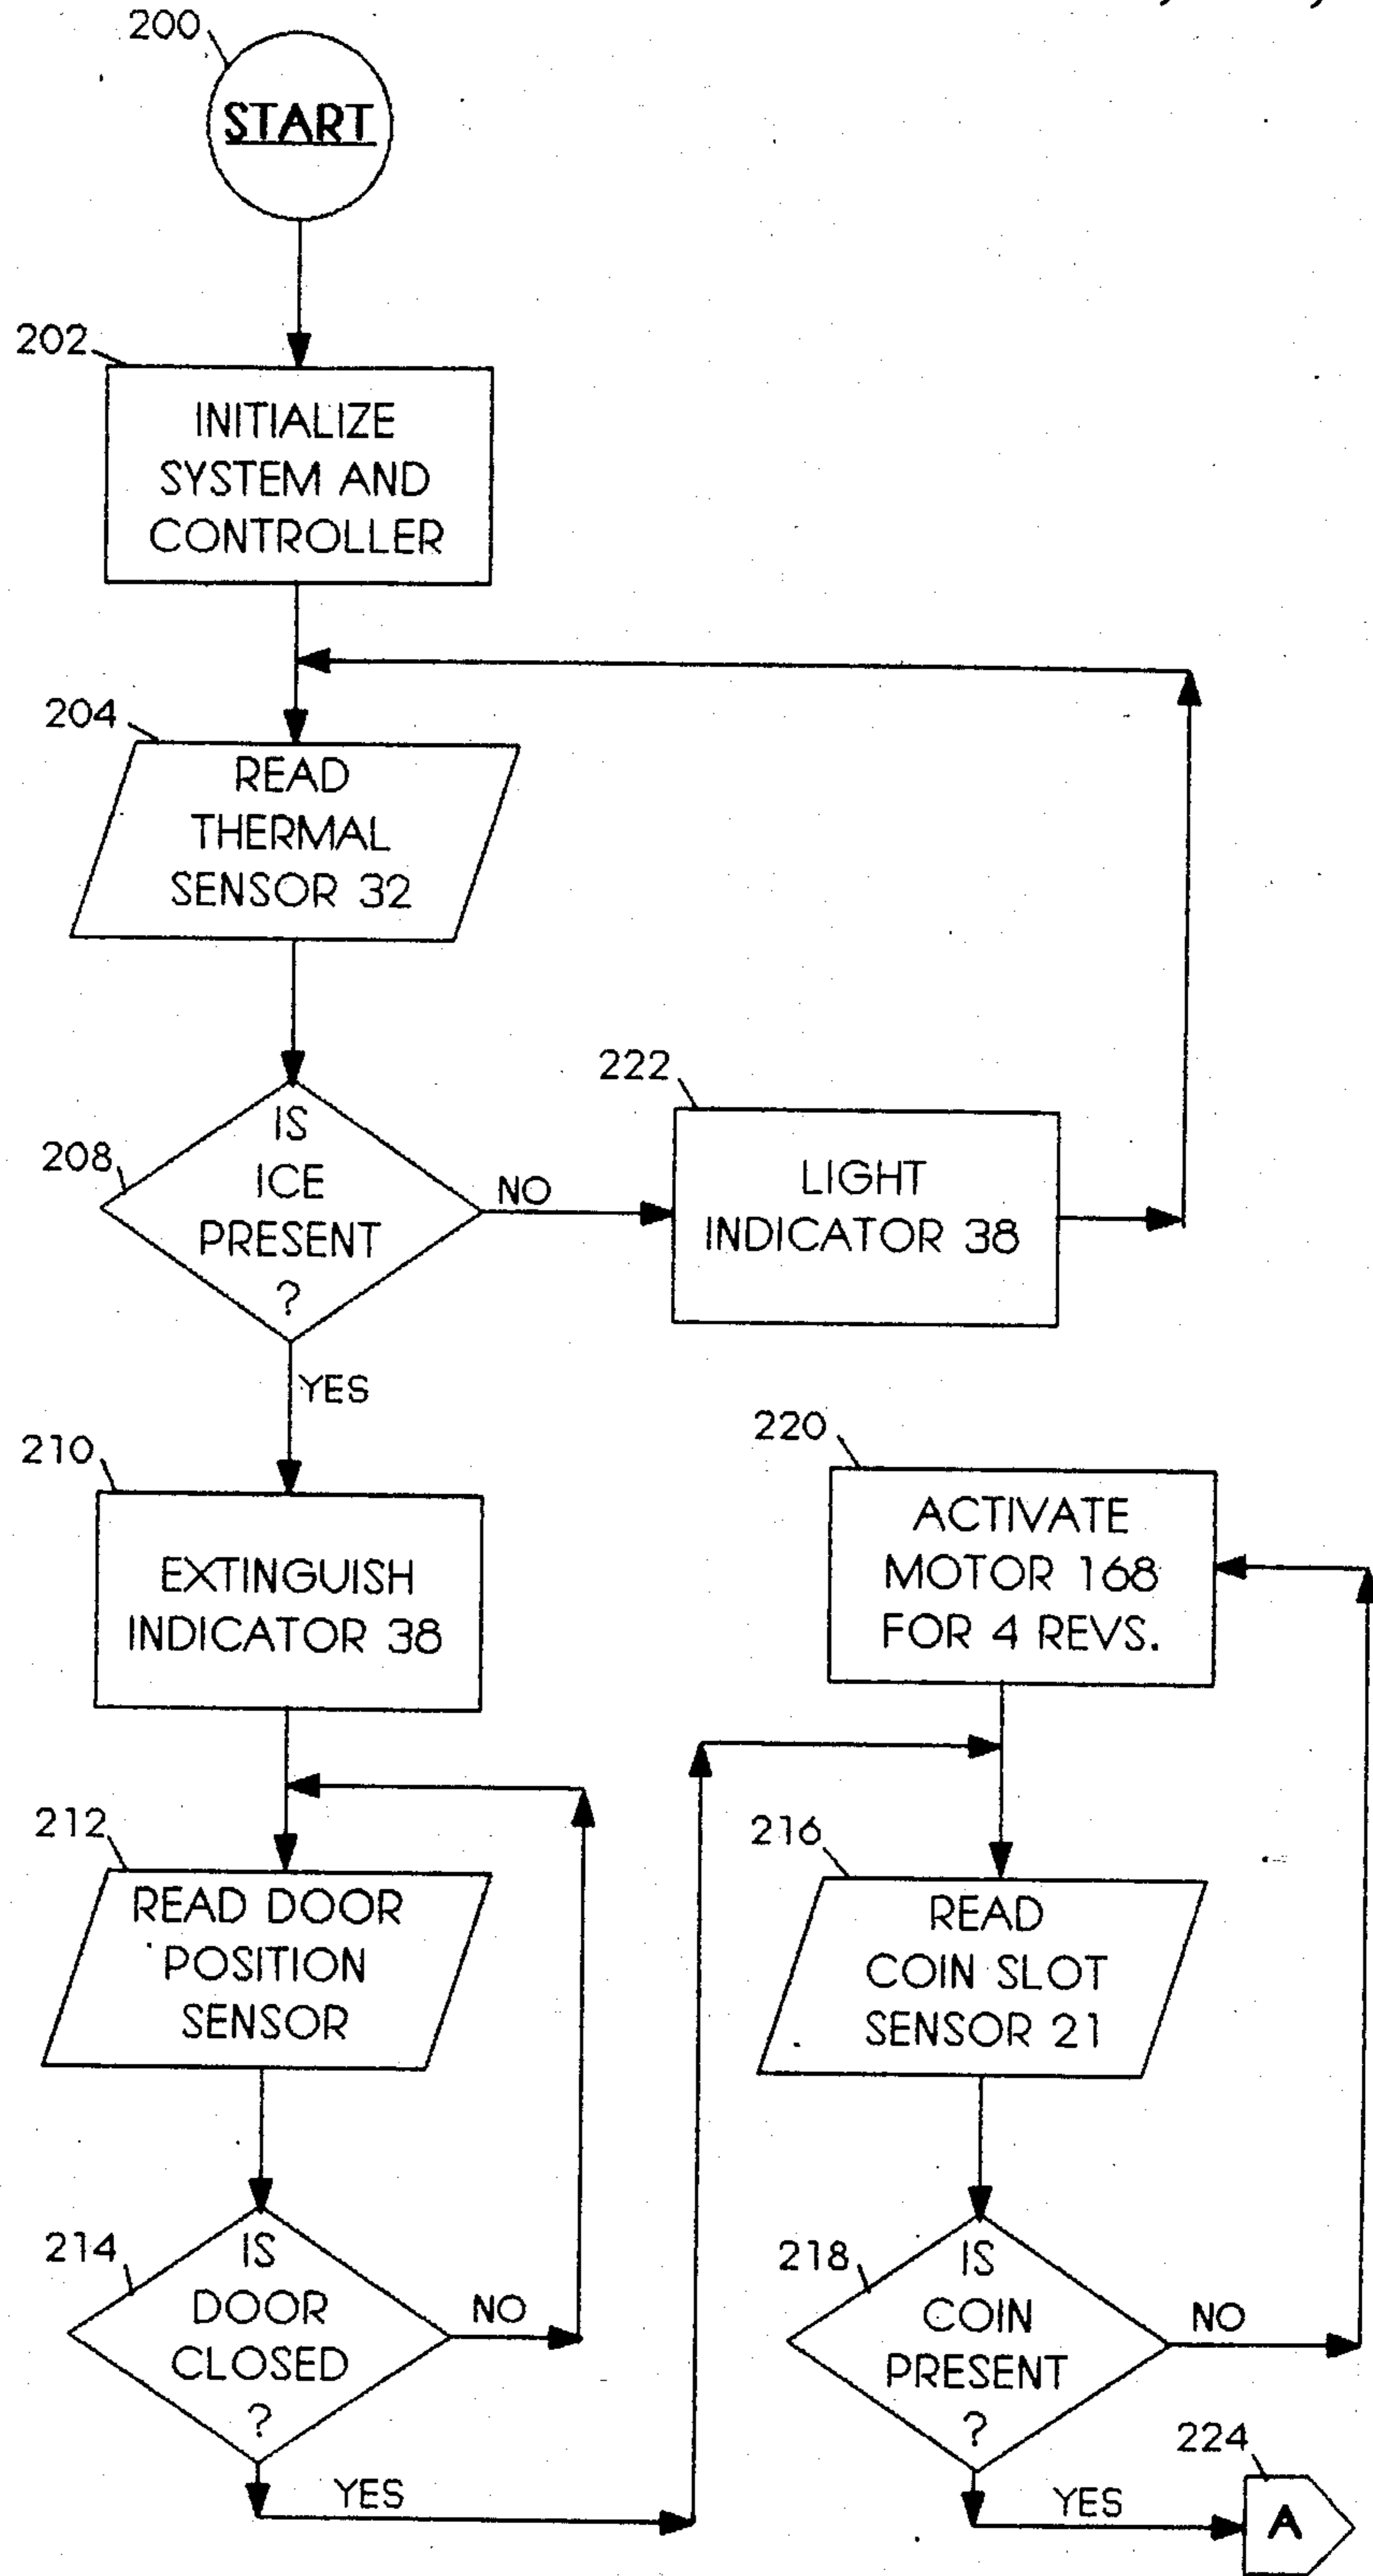 200
START
202
INITIALIZE
SYSTEM AND
CONTROLLER
204
READ
THERMAL
SENSOR 32
208
IS
ICE
PRESENT
?
NO
222
LIGHT
INDICATOR 38
YES
210
EXTINGUISH
INDICATOR 38
212
READ DOOR
POSITION
SENSOR
214
IS
DOOR
CLOSED
?
NO
YES
220
ACTIVATE
MOTOR 168
FOR 4 REVS.
216
READ
COIN SLOT
SENSOR 21
218
IS
COIN
PRESENT
?
NO
YES
224
A